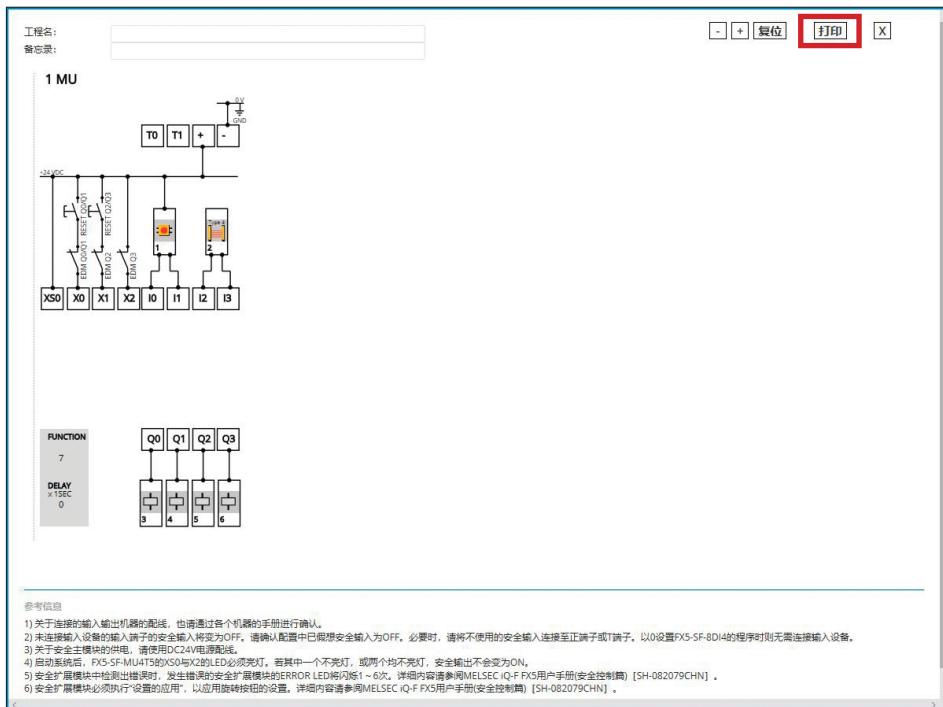 工程名：
- + 复位 打印 X
备忘录：
1 MU
0 V
GND
T0 T1 + -
+24 VDC
RESET Q0/Q1
RESET Q2/Q3
EDM Q0/Q1
EDM Q2
EDM Q3
Type 4
1 2
XS0 X0 X1 X2 I0 I1 I2 I3
FUNCTION
7
DELAY
x 1SEC
0
Q0 Q1 Q2 Q3
3 4 5 6
参考信息
1) 关于连接的输入输出机器的配线，也请通过各个机器的手册进行确认。
2) 未连接输入设备的输入端子的安全输入将变为OFF。请确认配置中已假想安全输入为OFF。必要时，请将不使用的安全输入连接至正端子或T端子。以0设置FX5-SF-8DI4的程序时则无需连接输入设备。
3) 关于安全主模块的供电，请使用DC24V电源配线。
4) 启动系统后，FX5-SF-MU4T5的XS0与X2的LED必须亮灯。若其中一个不亮灯，或两个均不亮灯，安全输出不会变为ON。
5) 安全扩展模块中检测出错误时，发生错误的安全扩展模块的ERROR LED将闪烁1 ~ 6次。详细内容请参阅MELSEC iQ-F FX5用户手册(安全控制篇)［SH-082079CHN］。
6) 安全扩展模块必须执行"设置的应用"，以应用旋转按钮的设置。详细内容请参阅MELSEC iQ-F FX5用户手册(安全控制篇)［SH-082079CHN］。